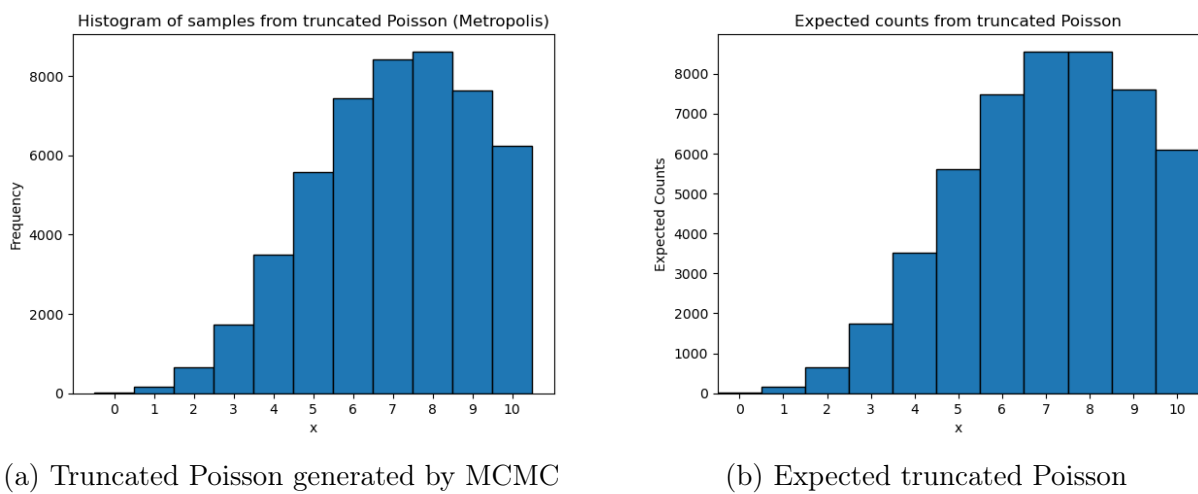 Histogram of samples from truncated Poisson (Metropolis)
8000
6000
4000
2000
0
Frequency
0 1 2 3 4 5 6 7 8 9 10
x
(a) Truncated Poisson generated by MCMC
Expected counts from truncated Poisson
8000
7000
6000
5000
4000
3000
2000
1000
0
Expected Counts
0 1 2 3 4 5 6 7 8 9 10
x
(b) Expected truncated Poisson